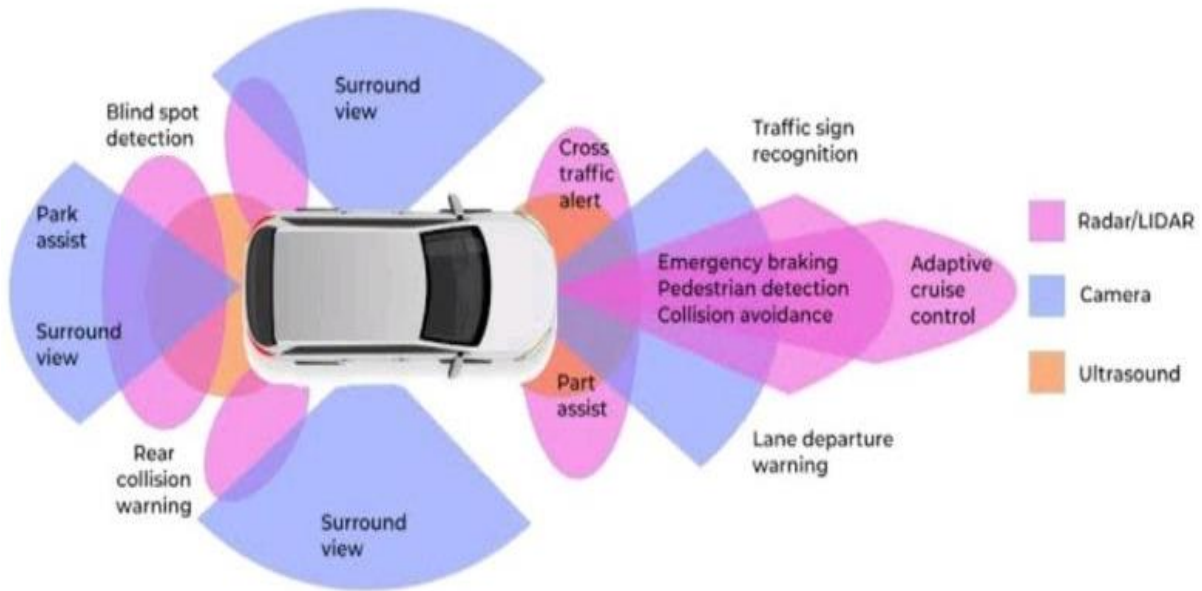 Surround
view
Blind spot
detection
Park
assist
Surround
view
Rear
collision
warning
Surround
view
Cross
traffic
alert
Part
assist
Traffic sign
recognition
Emergency braking
Pedestrian detection
Collision avoidance
Adaptive
cruise
control
Lane departure
warning
Radar/LIDAR
Camera
Ultrasound